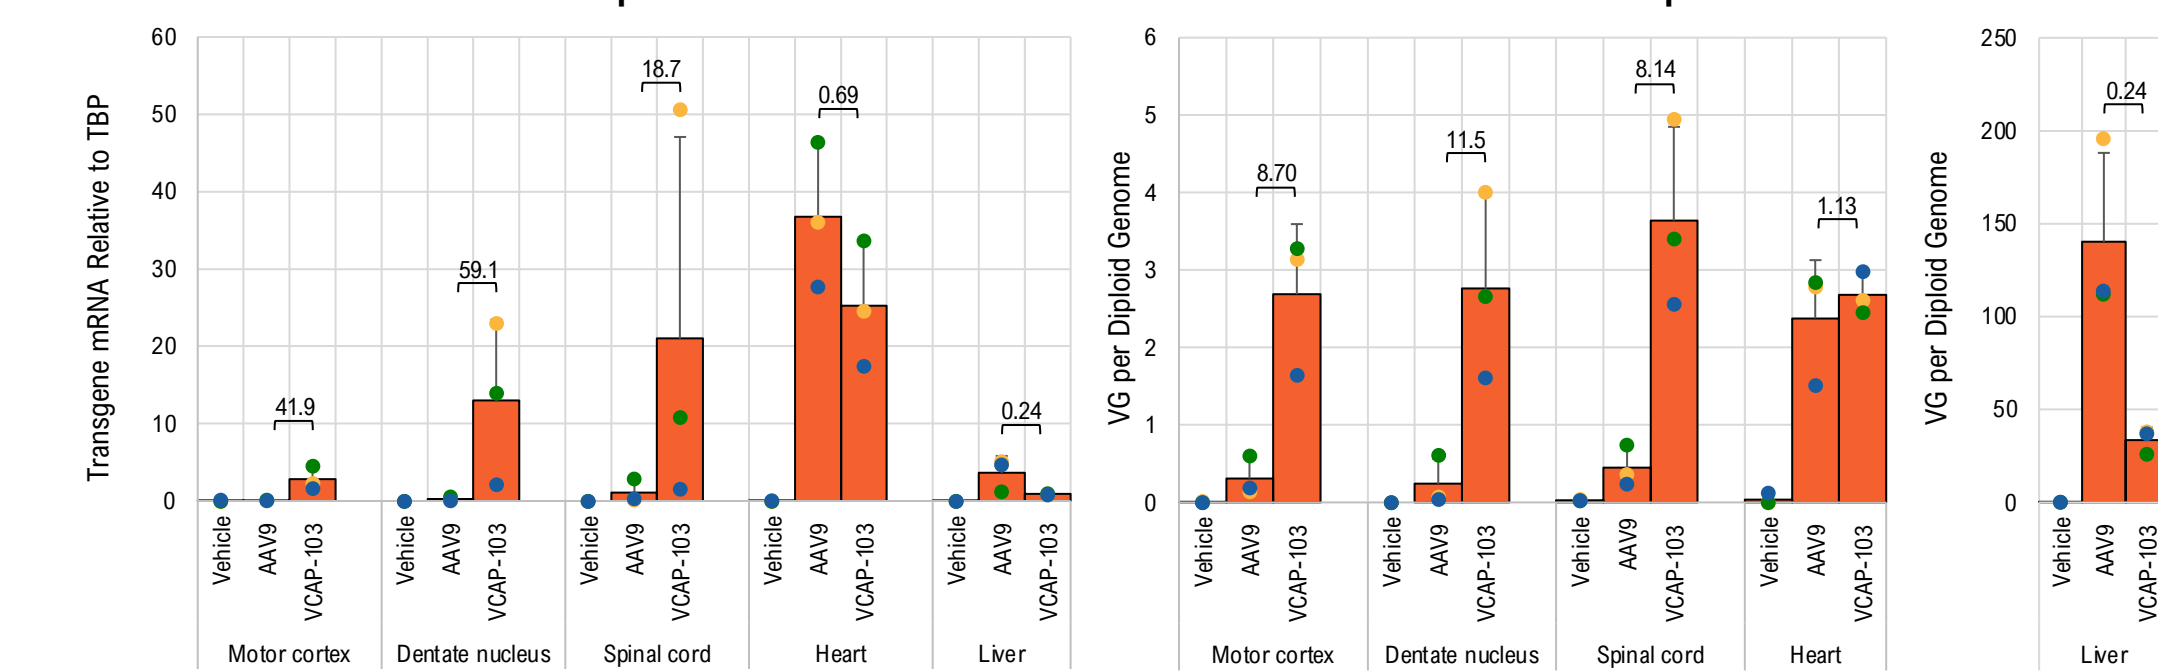 60
50
40
30
20
10
0
Transgene mRNA Relative to TBP
41.9
59.1
18.7
0.69
0.24
Vehicle
AAV9
VCAP-103
Vehicle
AAV9
VCAP-103
Vehicle
AAV9
VCAP-103
Vehicle
AAV9
VCAP-103
Vehicle
AAV9
VCAP-103
Motor cortex
Dentate nucleus
Spinal cord
Heart
Liver
6
5
4
3
2
1
0
VG per Diploid Genome
8.70
11.5
8.14
1.13
Vehicle
AAV9
VCAP-103
Vehicle
AAV9
VCAP-103
Vehicle
AAV9
VCAP-103
Vehicle
AAV9
VCAP-103
Motor cortex
Dentate nucleus
Spinal cord
Heart
250
200
150
100
50
0
VG per Diploid Genome
0.24
Vehicle
AAV9
VCAP-103
Liver